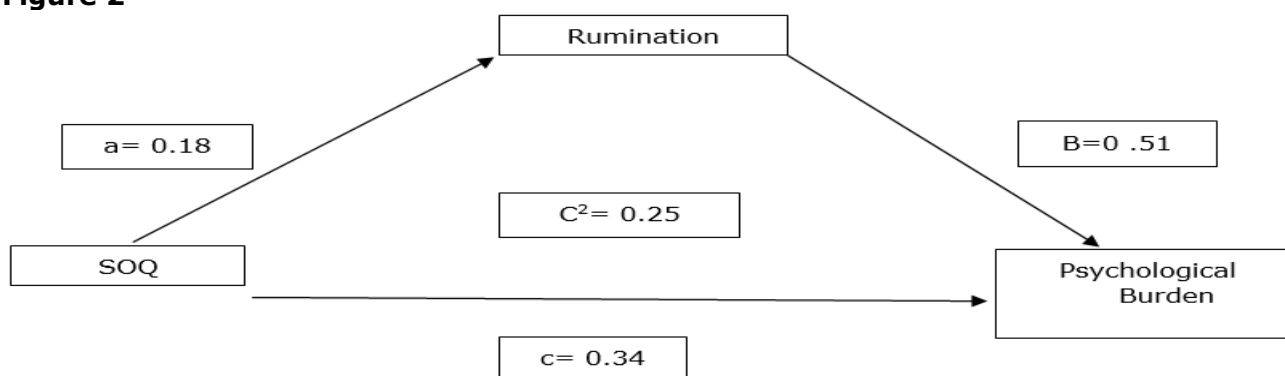 Figure 2
Rumination
a= 0.18
B=0 .51
C²= 0.25
SOQ
Psychological
Burden
c= 0.34